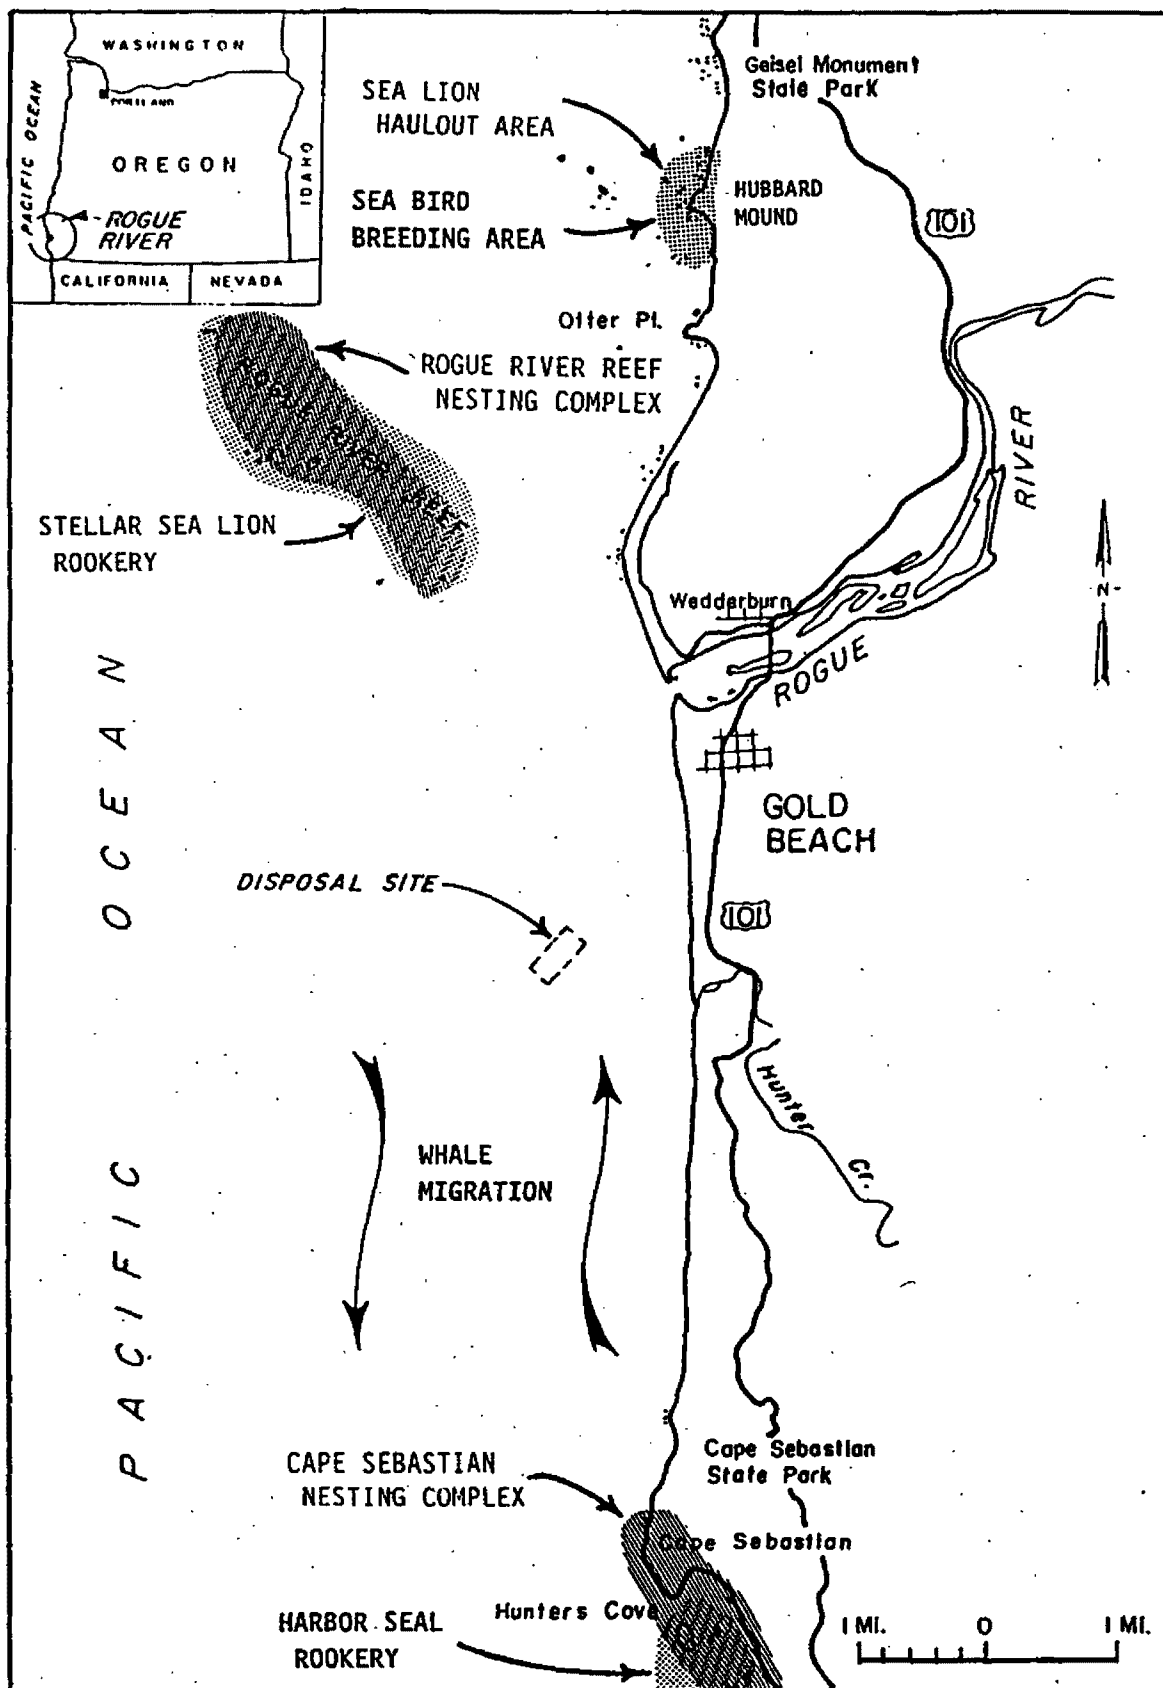 WASHINGTON
PORTLAND
PACIFIC OCEAN
OREGON
IDAHO
ROGUE
RIVER
CALIFORNIA
NEVADA
Geisel Monument
State Park
SEA LION
HAULOUT AREA
SEA BIRD
BREEDING AREA
HUBBARD
MOUND
101
Otter Pt.
ROGUE RIVER REEF
NESTING COMPLEX
ROGUE RIVER REEF
RIVER
STELLAR SEA LION
ROOKERY
N
Wedderburn
ROGUE
GOLD
BEACH
DISPOSAL SITE
101
Hunter
Cr.
WHALE
MIGRATION
PACIFIC OCEAN
CAPE SEBASTIAN
NESTING COMPLEX
Cape Sebastian
State Park
Cape Sebastian
Hunters Cove
HARBOR SEAL
ROOKERY
1 MI. 0 1 MI.